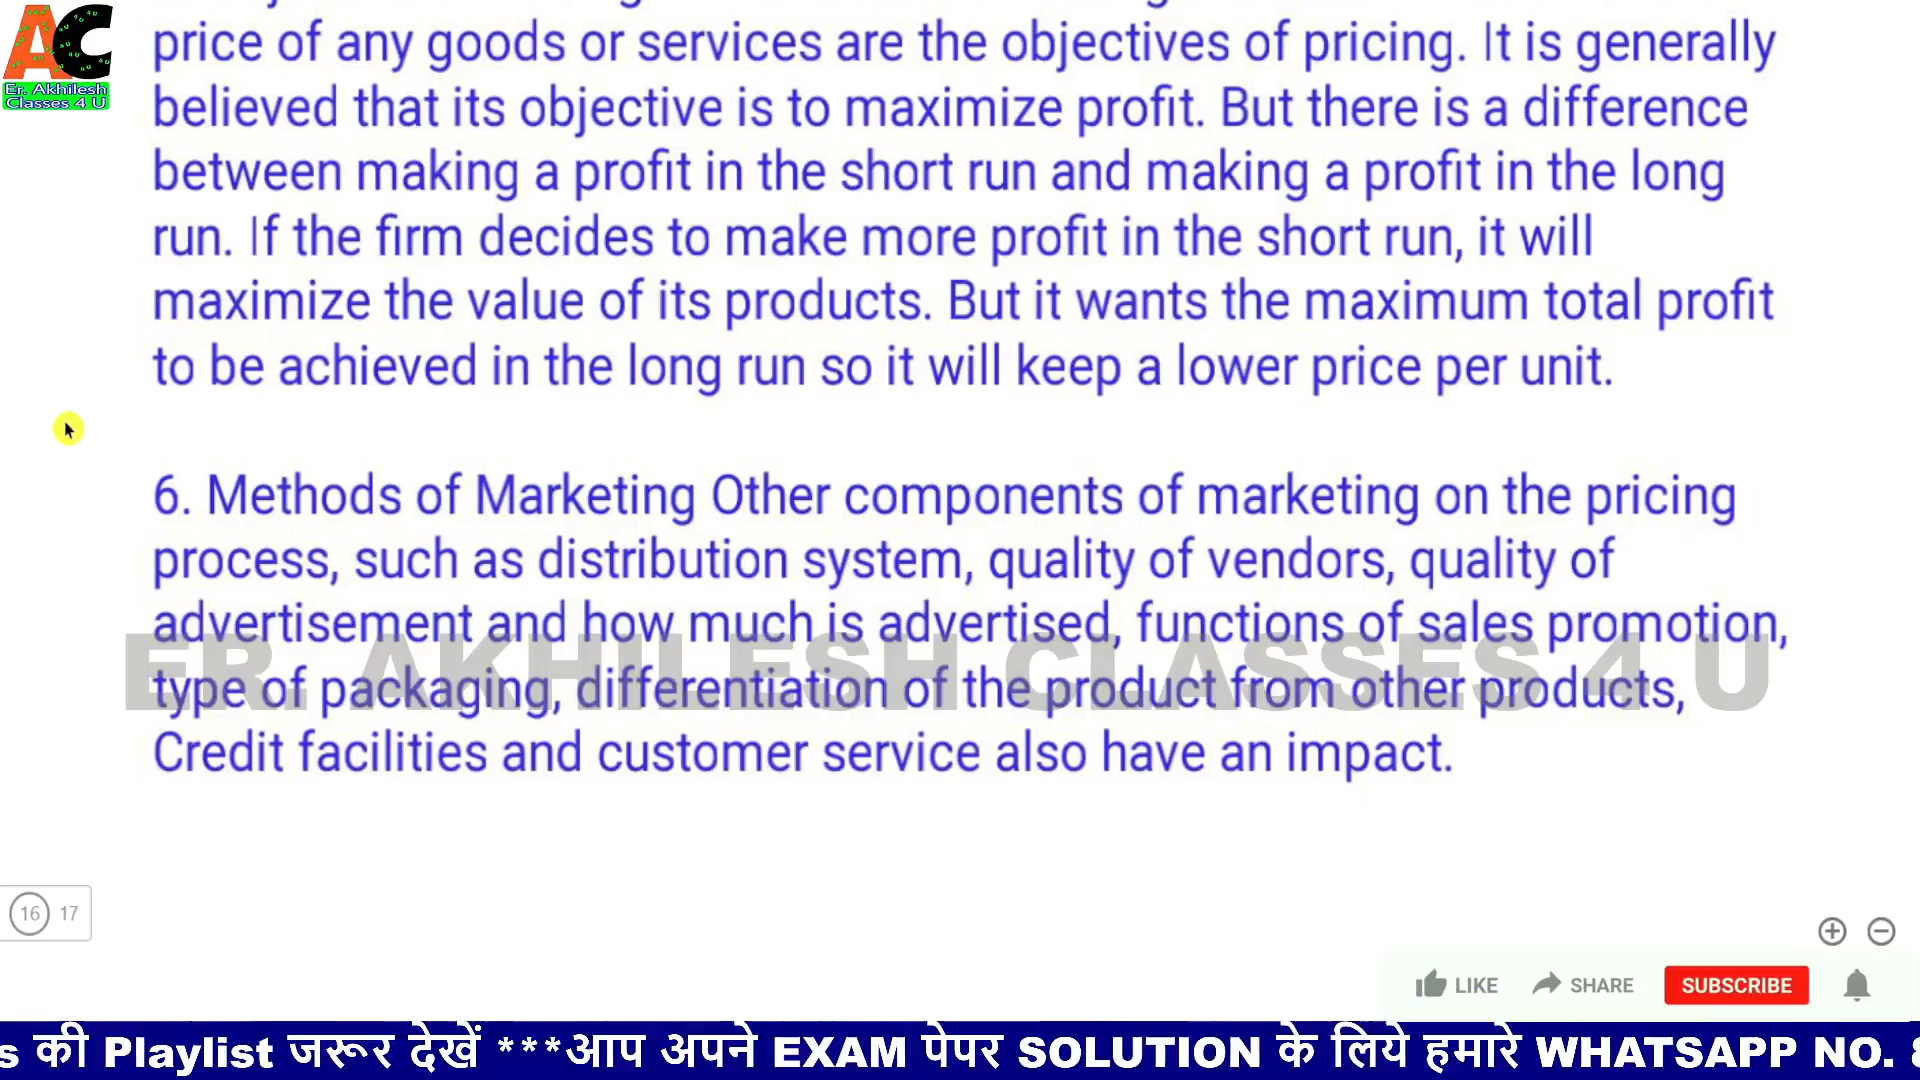 AC
Er. Akhilesh
Classes 4 U
price of any goods or services are the objectives of pricing. It is generally
believed that its objective is to maximize profit. But there is a difference
between making a profit in the short run and making a profit in the long
run. If the firm decides to make more profit in the short run, it will
maximize the value of its products. But it wants the maximum total profit
to be achieved in the long run so it will keep a lower price per unit.
6. Methods of Marketing Other components of marketing on the pricing
process, such as distribution system, quality of vendors, quality of
advertisement and how much is advertised, functions of sales promotion,
ER. AKHILESH CLASSES 4 U
type of packaging, differentiation of the product from other products,
Credit facilities and customer service also have an impact.
16 17
LIKE SHARE SUBSCRIBE
s की Playlist जरूर देखें ***आप अपने EXAM पेपर SOLUTION के लिये हमारे WHATSAPP NO.